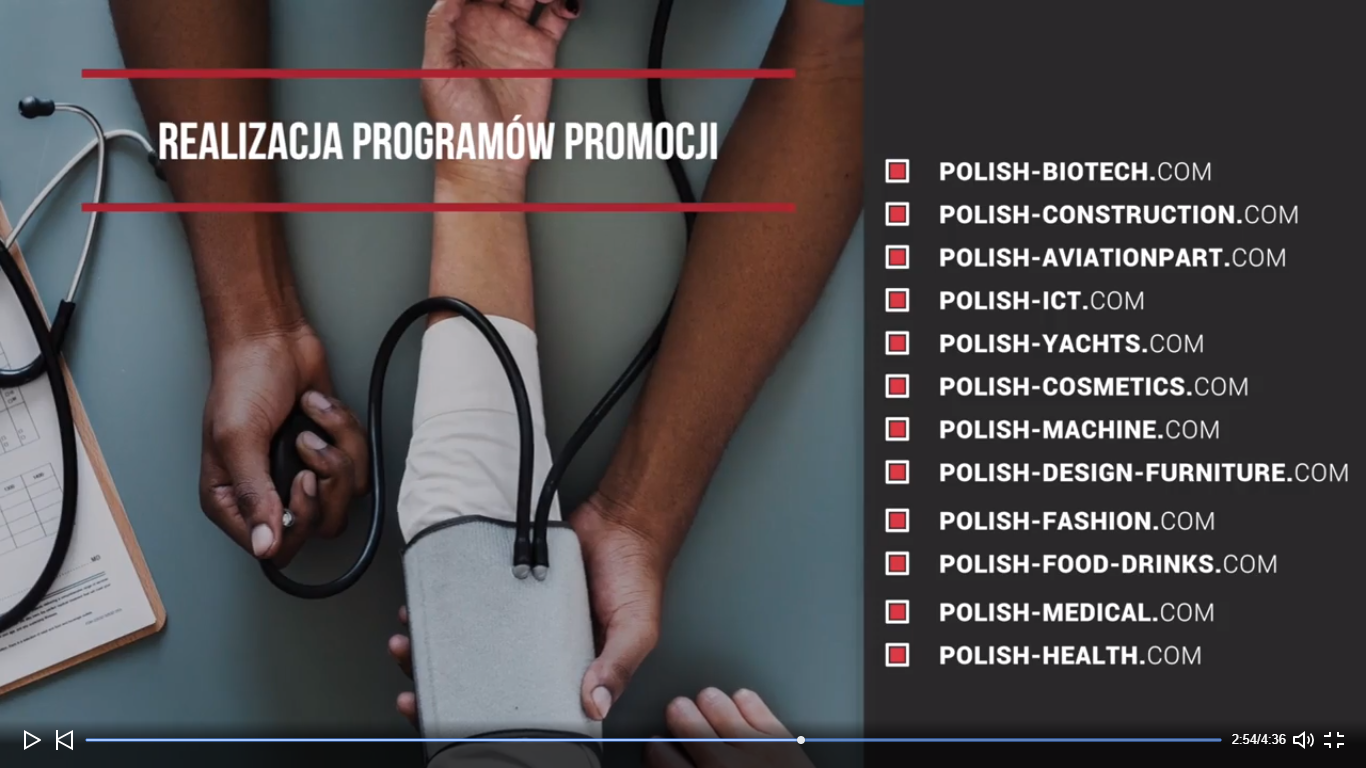 REALIZACJA PROGRAMÓW PROMOCJI
POLISH-BIOTECH.COM
POLISH-CONSTRUCTION.COM
POLISH-AVIATIONPART.COM
POLISH-ICT.COM
POLISH-YACHTS.COM
POLISH-COSMETICS.COM
POLISH-MACHINE.COM
POLISH-DESIGN-FURNITURE.COM
POLISH-FASHION.COM
POLISH-FOOD-DRINKS.COM
POLISH-MEDICAL.COM
POLISH-HEALTH.COM
2:54/4:36